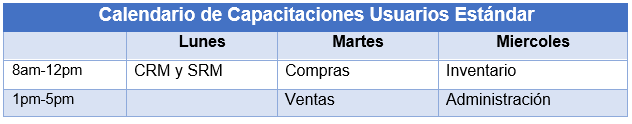 Calendario de Capacitaciones Usuarios Estándar
Lunes Martes Miercoles
8am-12pm CRM y SRM Compras Inventario
1pm-5pm Ventas Administración